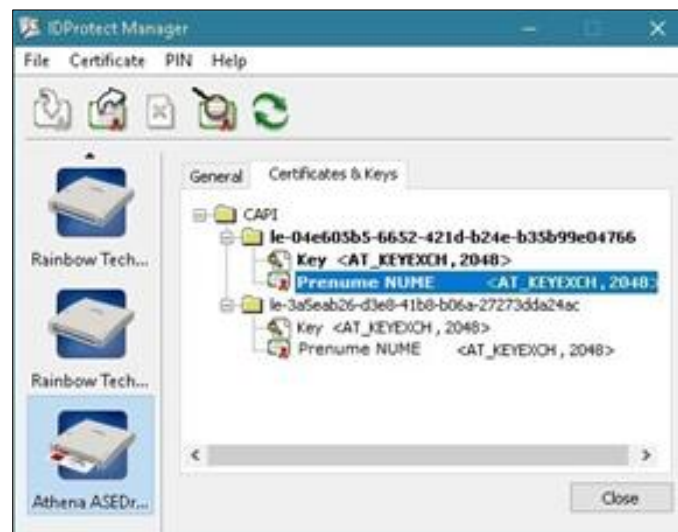 IDProtect Manager
File Certificate PIN Help
General Certificates & Keys
CAPI
le-04e605b5-6652-421d-b24e-b35b99e04766
Key <AT_KEYEXCH, 2048>
Prenume NUME <AT_KEYEXCH, 2048>
le-3a5eab26-d3e8-41b8-b06a-27273dda24ac
Key <AT_KEYEXCH, 2048>
Prenume NUME <AT_KEYEXCH, 2048>
Rainbow Tech...
Rainbow Tech...
Athena ASEDr...
Close